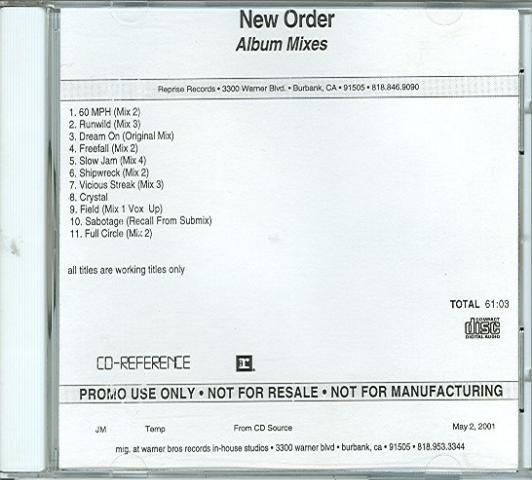 New Order
Album Mixes
Reprise Records • 3300 Warner Blvd. • Burbank, CA • 91505 • 818.846.9090
1. 60 MPH (Mix 2)
2. Runwild (Mix 3)
3. Dream On (Original Mix)
4. Freefall (Mix 2)
5. Slow Jam (Mix 4)
6. Shipwreck (Mix 2)
7. Vicious Streak (Mix 3)
8. Crystal
9. Field (Mix 1 Vox Up)
10. Sabotage (Recall From Submix)
11. Full Circle (Mix 2)
all titles are working titles only
TOTAL 61:03
COMPACT
disc
DIGITAL AUDIO
CD-REFERENCE
PROMO USE ONLY • NOT FOR RESALE • NOT FOR MANUFACTURING
JM Temp From CD Source May 2, 2001
mig. at warner bros records in-house studios • 3300 warner blvd • burbank, ca • 91505 • 818.953.3344